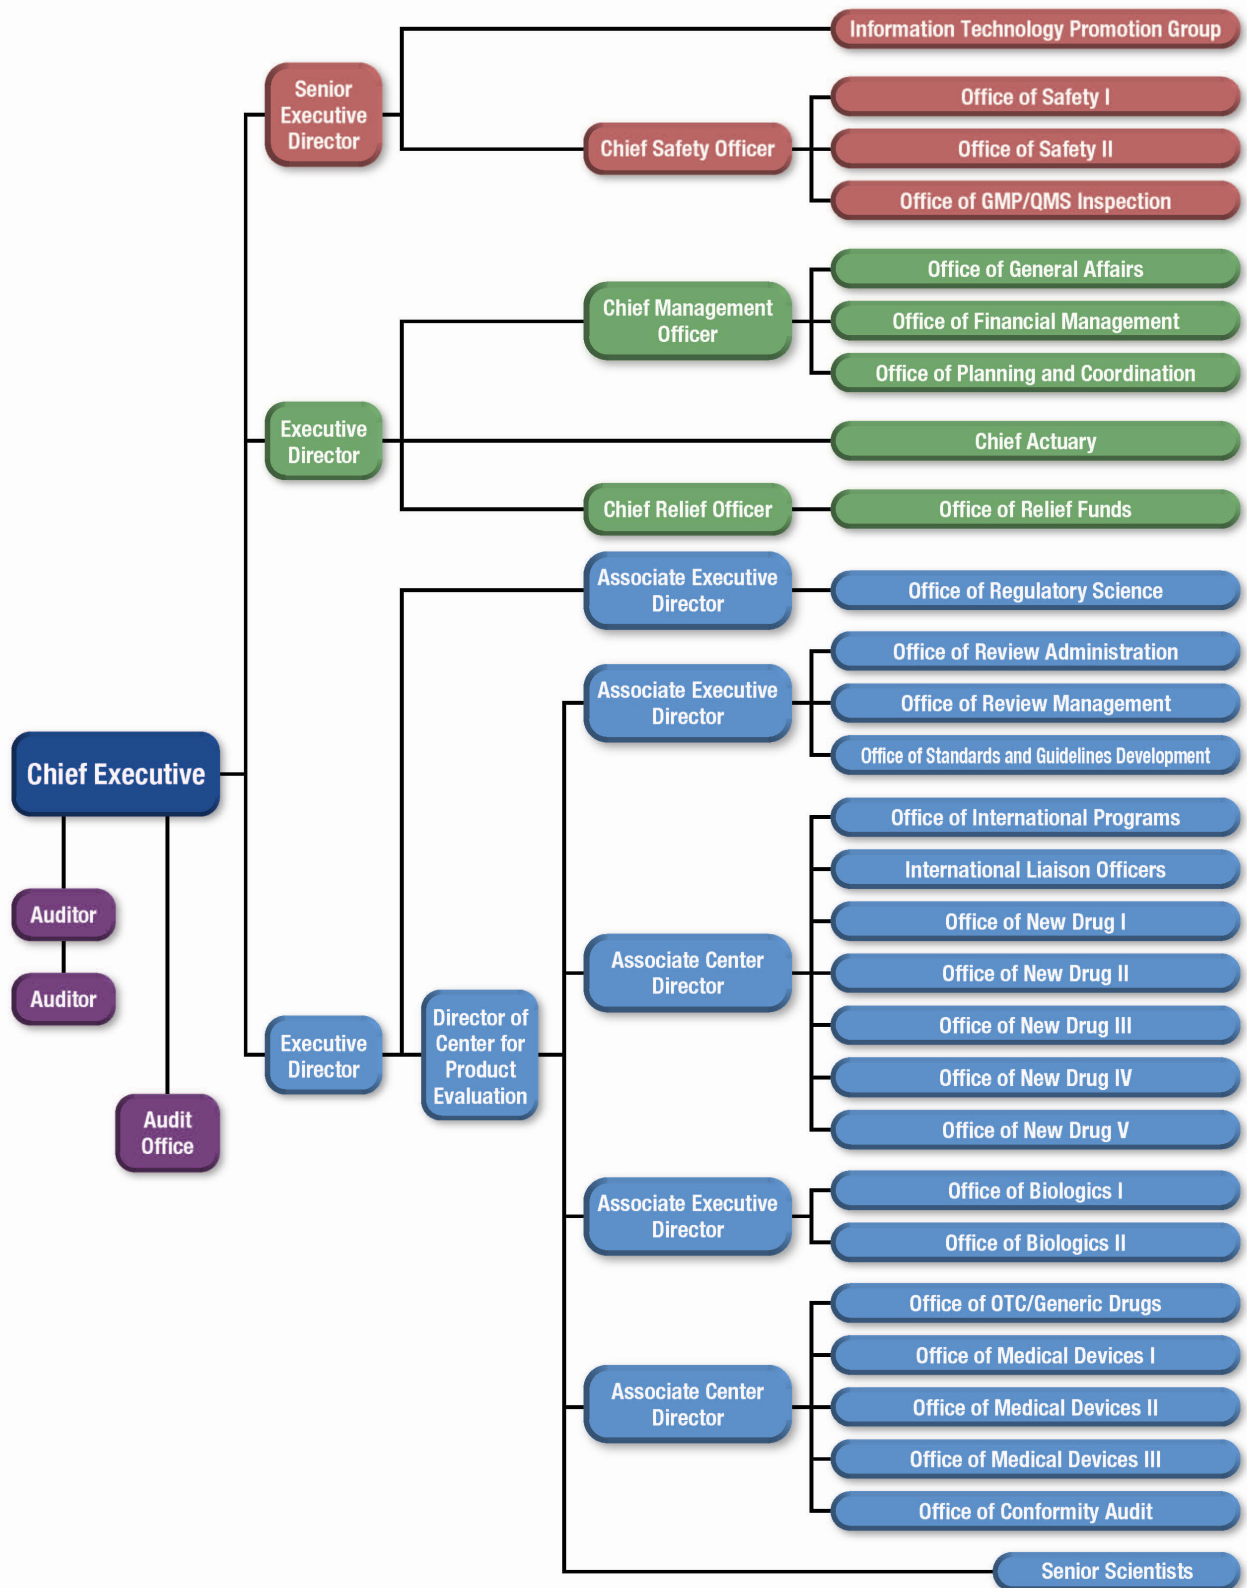 Information Technology Promotion Group
Senior
Executive
Director
Office of Safety I
Chief Safety Officer
Office of Safety II
Office of GMP/QMS Inspection
Office of General Affairs
Chief Management
Officer
Office of Financial Management
Office of Planning and Coordination
Executive
Director
Chief Actuary
Chief Relief Officer
Office of Relief Funds
Associate Executive
Director
Office of Regulatory Science
Office of Review Administration
Associate Executive
Director
Office of Review Management
Office of Standards and Guidelines Development
Chief Executive
Office of International Programs
International Liaison Officers
Auditor
Office of New Drug I
Associate Center
Director
Office of New Drug II
Auditor
Office of New Drug III
Executive
Director
Director of
Center for
Product
Evaluation
Office of New Drug IV
Office of New Drug V
Audit
Office
Office of Biologics I
Associate Executive
Director
Office of Biologics II
Office of OTC/Generic Drugs
Office of Medical Devices I
Associate Center
Director
Office of Medical Devices II
Office of Medical Devices III
Office of Conformity Audit
Senior Scientists